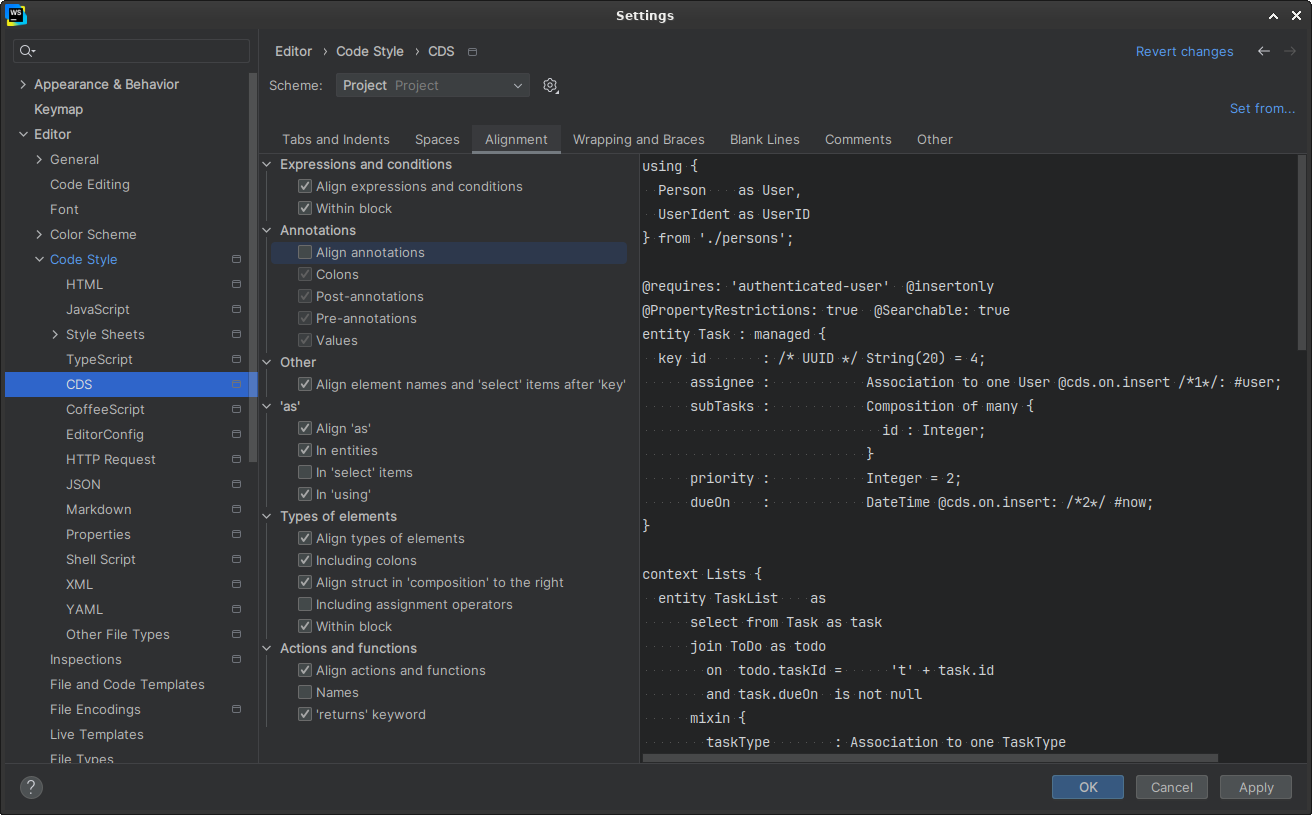 WS
Settings
Appearance & Behavior
Keymap
Editor
General
Code Editing
Font
Color Scheme
Code Style
HTML
JavaScript
Style Sheets
TypeScript
CDS
CoffeeScript
EditorConfig
HTTP Request
JSON
Markdown
Properties
Shell Script
XML
YAML
Other File Types
Inspections
File and Code Templates
File Encodings
Live Templates
File Types
Editor › Code Style › CDS
Revert changes
Scheme: Project Project
Set from...
Tabs and Indents Spaces Alignment Wrapping and Braces Blank Lines Comments Other
Expressions and conditions
Align expressions and conditions
Within block
Annotations
Align annotations
Colons
Post-annotations
Pre-annotations
Values
Other
Align element names and 'select' items after 'key'
'as'
Align 'as'
In entities
In 'select' items
In 'using'
Types of elements
Align types of elements
Including colons
Align struct in 'composition' to the right
Including assignment operators
Within block
Actions and functions
Align actions and functions
Names
'returns' keyword
using {
  Person    as User,
  UserIdent as UserID
} from './persons';
@requires: 'authenticated-user'  @insertonly
@PropertyRestrictions: true  @Searchable: true
entity Task : managed {
  key id       : /* UUID */ String(20) = 4;
      assignee :            Association to one User @cds.on.insert /*1*/: #user;
      subTasks :            Composition of many {
                              id : Integer;
                            }
      priority :            Integer = 2;
      dueOn    :            DateTime @cds.on.insert: /*2*/ #now;
}
context Lists {
  entity TaskList    as
      select from Task as task
      join ToDo as todo
        on  todo.taskId =      't' + task.id
        and task.dueOn  is not null
      mixin {
        taskType        : Association to one TaskType
?
OK
Cancel
Apply